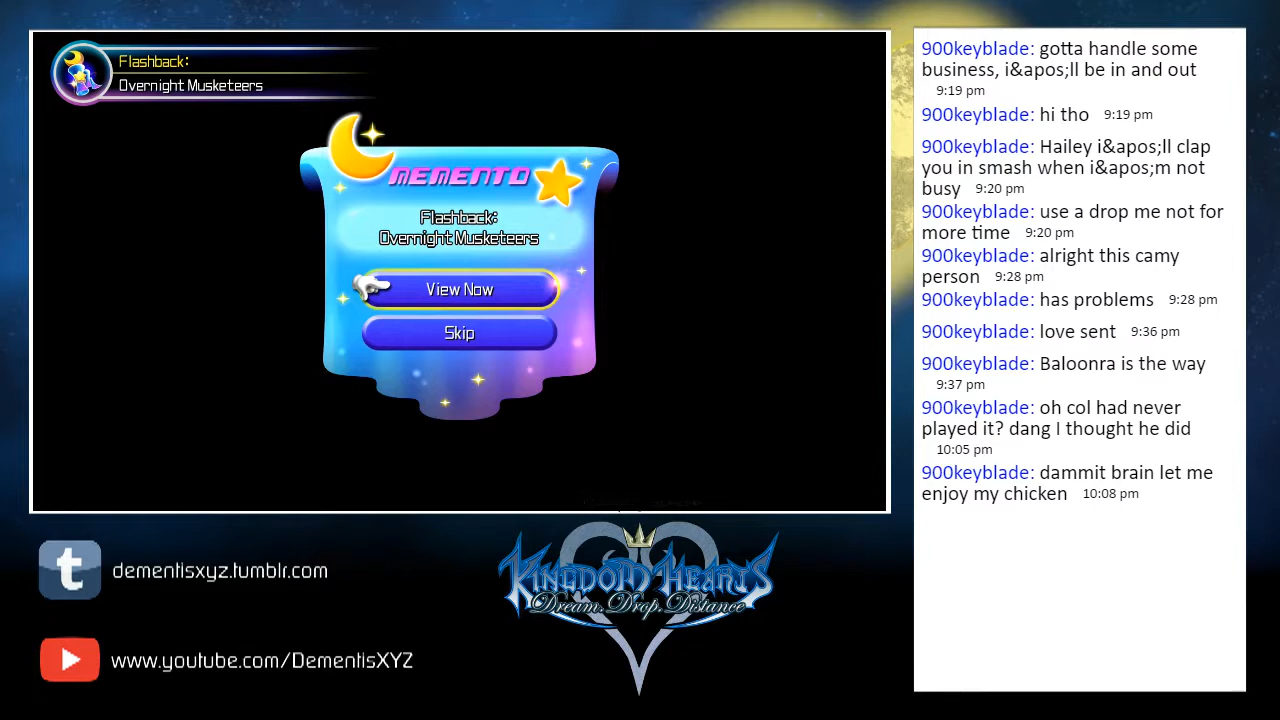 Flashback:
Overnight Musketeers
MEMENTO
Flashback:
Overnight Musketeers
View Now
Skip
900keyblade: gotta handle some
business, i&apos;ll be in and out
9:19 pm
900keyblade: hi tho 9:19 pm
900keyblade: Hailey i&apos;ll clap
you in smash when i&apos;m not
busy 9:20 pm
900keyblade: use a drop me not for
more time 9:20 pm
900keyblade: alright this camy
person 9:28 pm
900keyblade: has problems 9:28 pm
900keyblade: love sent 9:36 pm
900keyblade: Baloonra is the way
9:37 pm
900keyblade: oh col had never
played it? dang I thought he did
10:05 pm
900keyblade: dammit brain let me
enjoy my chicken 10:08 pm
t
dementisxyz.tumblr.com
www.youtube.com/DementisXYZ
KINGDOM HEARTS
Dream.Drop.Distance